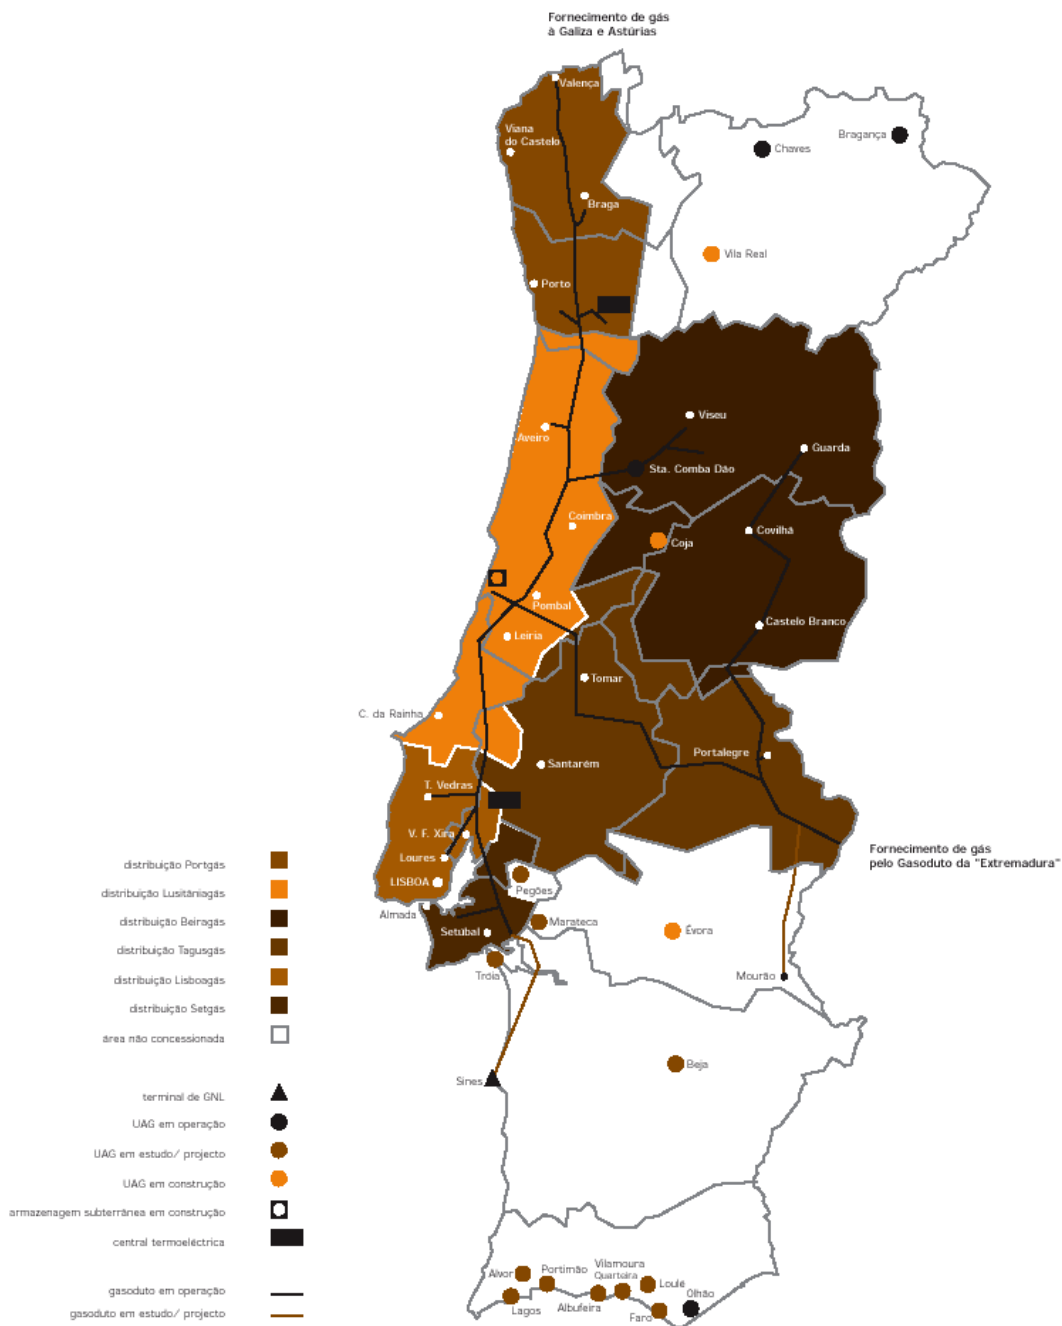 Fornecimento de gás
à Galiza e Astúrias
Valença
Viana
do Castelo
Bragança
Chaves
Braga
Vila Real
Porto
Viseu
Aveiro
Guarda
Sta. Comba Dão
Coimbra
Covilhã
Coja
Pombal
Castelo Branco
Leiria
Tomar
C. da Rainha
Portalegre
Santarém
T. Vedras
V. F. Xira
Loures
Fornecimento de gás
pelo Gasoduto da "Extremadura"
LISBOA
Pegões
Almada
Marateca
Setúbal
Évora
Tróia
Mourão
Beja
Sines
distribuição Portgás
distribuição Lusitâniagás
distribuição Beiragás
distribuição Tagusgás
distribuição Lisboagás
distribuição Setgás
área não concessionada
terminal de GNL
UAG em operação
UAG em estudo/ projecto
UAG em construção
armazenagem subterrânea em construção
central termoeléctrica
gasoduto em operação
gasoduto em estudo/ projecto
Alvor
Portimão
Vilamoura
Quarteira
Loulé
Olhão
Lagos
Albufeira
Faro